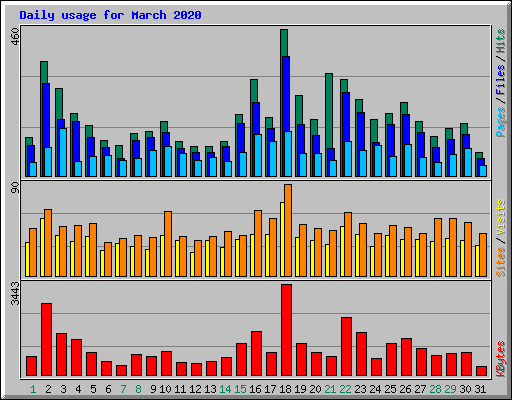 Daily usage for March 2020
460
Pages / Files / Hits
90
Sites / Visits
3443
KBytes
1 2 3 4 5 6 7 8 9 10 11 12 13 14 15 16 17 18 19 20 21 22 23 24 25 26 27 28 29 30 31